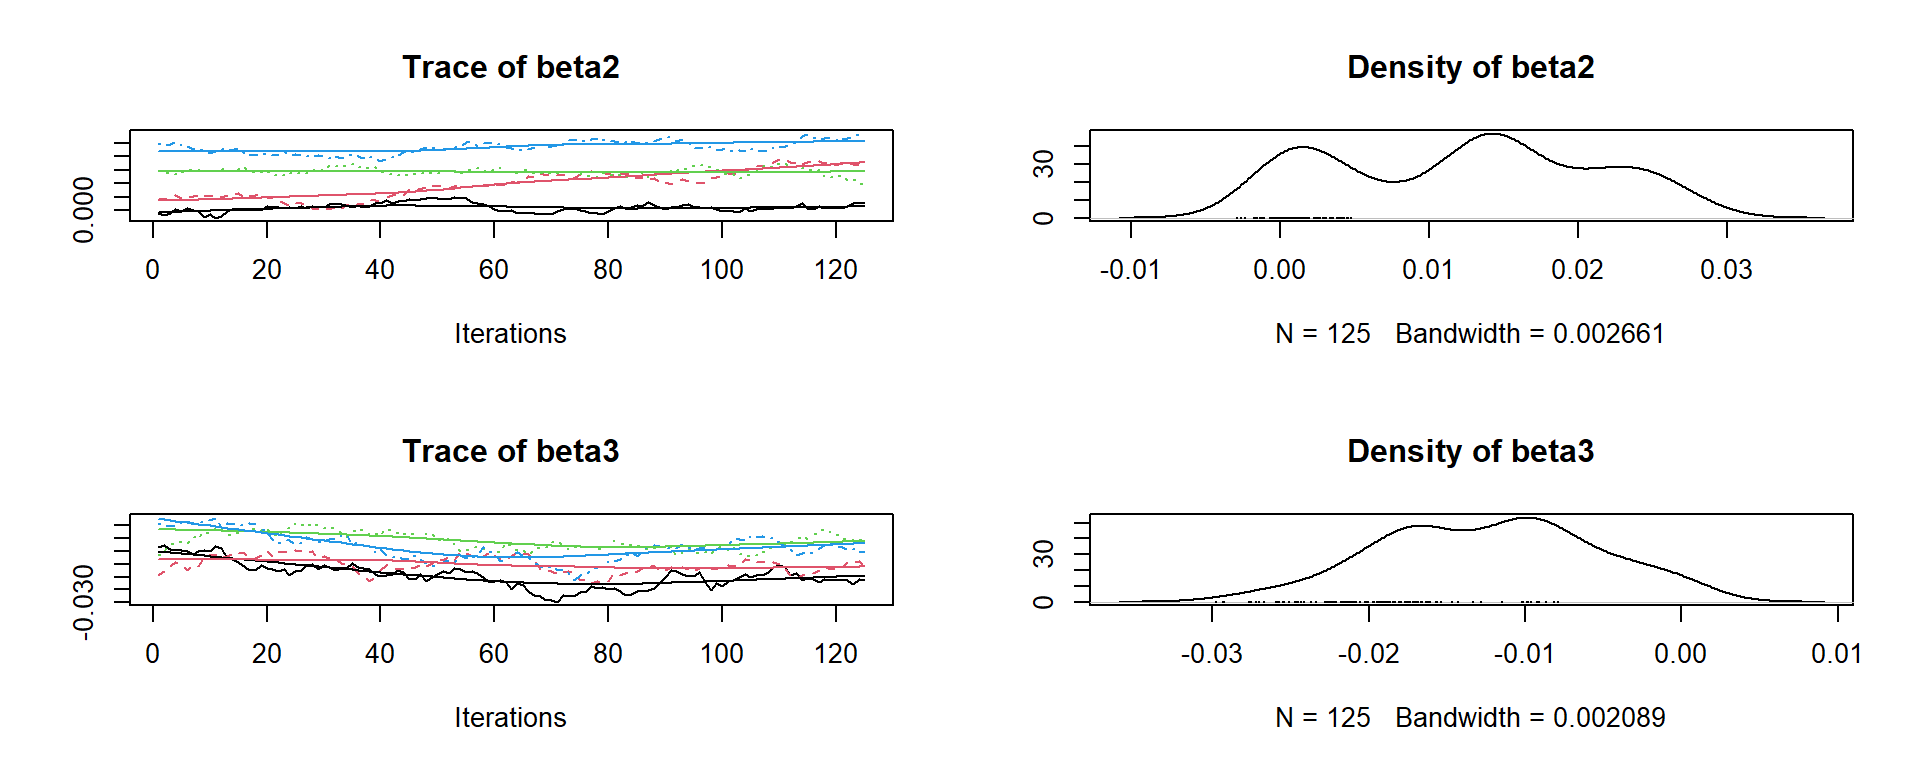 Trace of beta2
0.000
0 20 40 60 80 100 120
Iterations
Density of beta2
0 30
-0.01 0.00 0.01 0.02 0.03
N = 125 Bandwidth = 0.002661
Trace of beta3
-0.030
0 20 40 60 80 100 120
Iterations
Density of beta3
0 30
-0.03 -0.02 -0.01 0.00 0.01
N = 125 Bandwidth = 0.002089